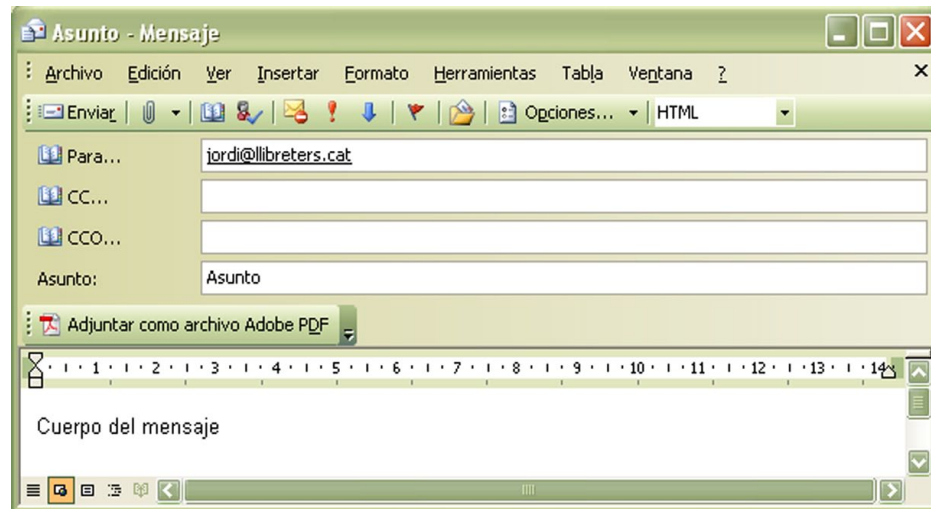 Asunto - Mensaje
Archivo Edición Ver Insertar Formato Herramientas Tabla Ventana ?
Enviar Opciones... HTML
Para... jordi@llibreters.cat
CC...
CCO...
Asunto: Asunto
Adjuntar como archivo Adobe PDF
1 2 3 4 5 6 7 8 9 10 11 12 13 14
Cuerpo del mensaje